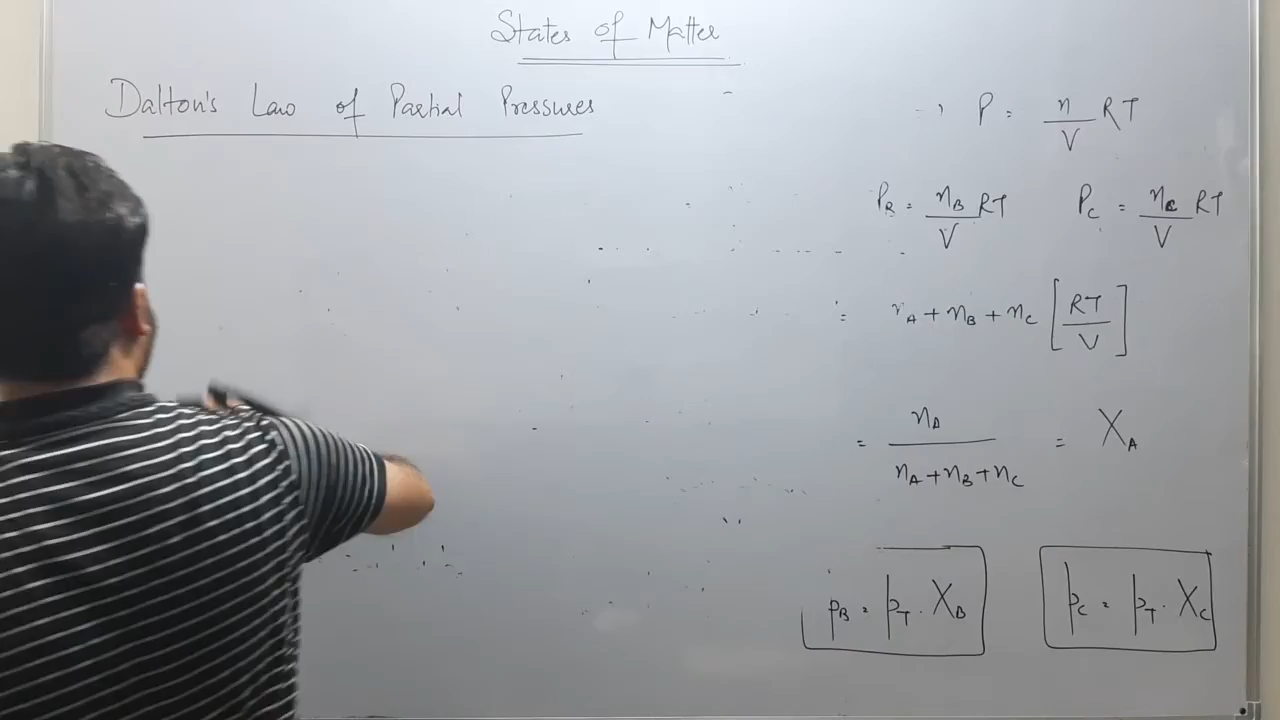 States of Matter
Dalton's Law of Partial Pressures
P = n/V RT
P_B = n_B/V RT P_C = n_C/V RT
= n_A + n_B + n_C [RT/V]
= n_A/(n_A + n_B + n_C) = X_A
p_B = p_T . X_B p_C = p_T . X_C